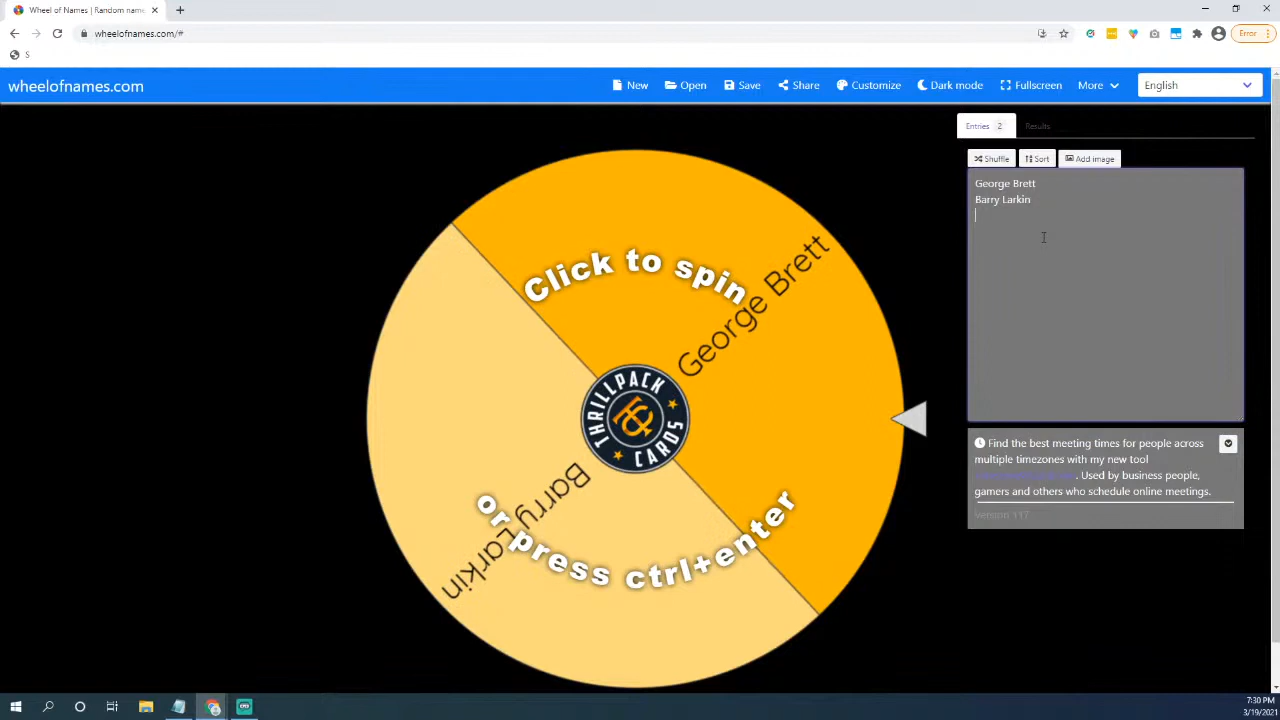 Wheel of Names | Random name
wheelofnames.com/#
Error
S
wheelofnames.com
New
Open
Save
Share
Customize
Dark mode
Fullscreen
More
English
Entries 2
Results
Shuffle
Sort
Add image
George Brett
Barry Larkin
Click to spin
George Brett
THRILLPACK
TC
CARDS
Barry Larkin
or press ctrl+enter
Find the best meeting times for people across
multiple timezones with my new tool
. Used by business people,
gamers and others who schedule online meetings.
Version 117
7:30 PM
3/19/2021